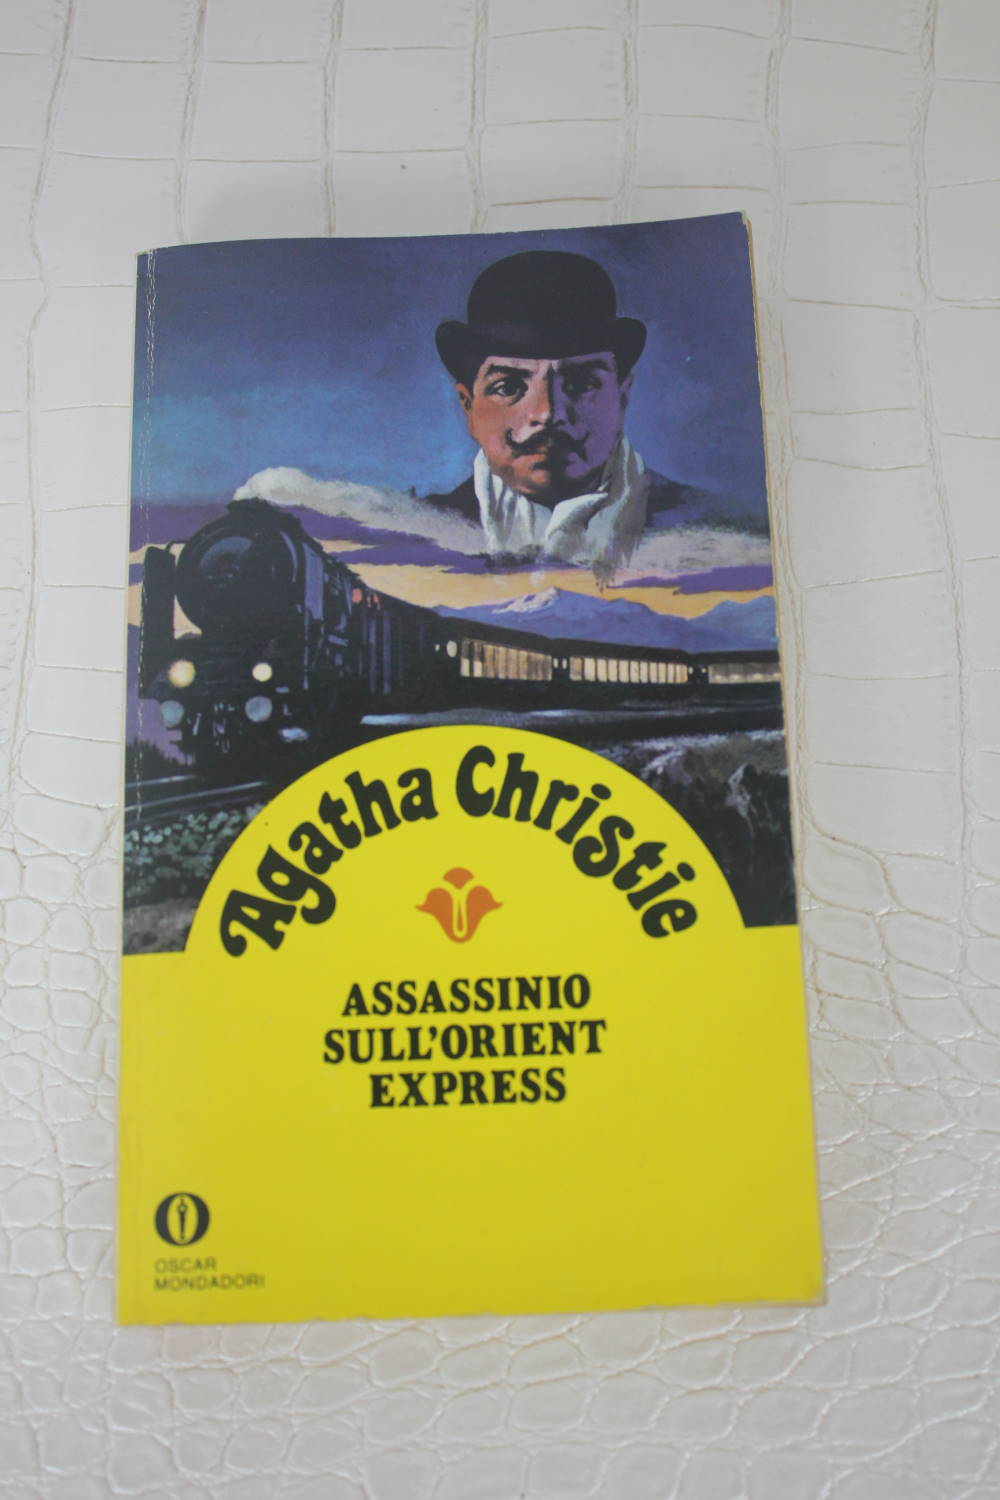 Agatha Christie
ASSASSINIO
SULL'ORIENT
EXPRESS
OSCAR
MONDADORI